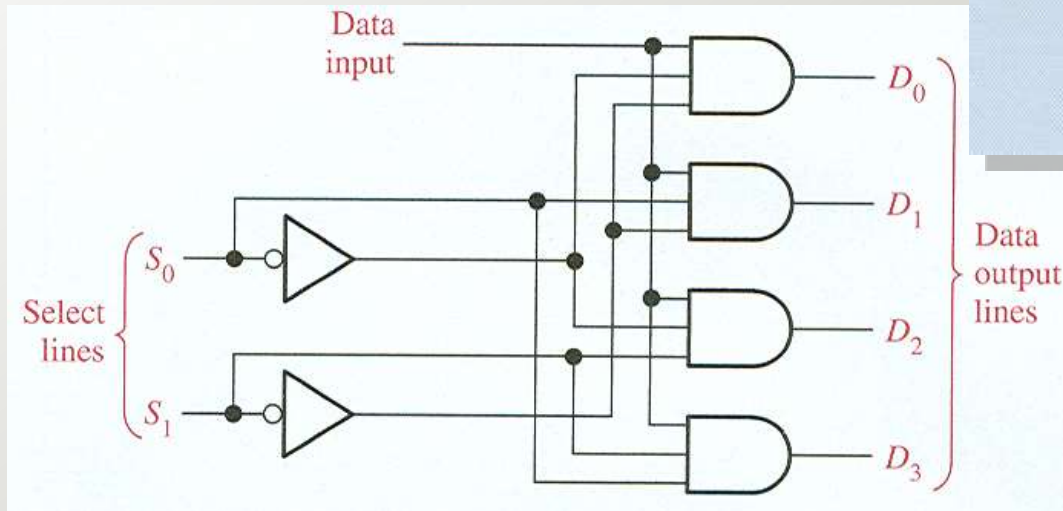 Data
input
D₀
D₁
S₀
Data
output
lines
Select
lines
D₂
S₁
D₃